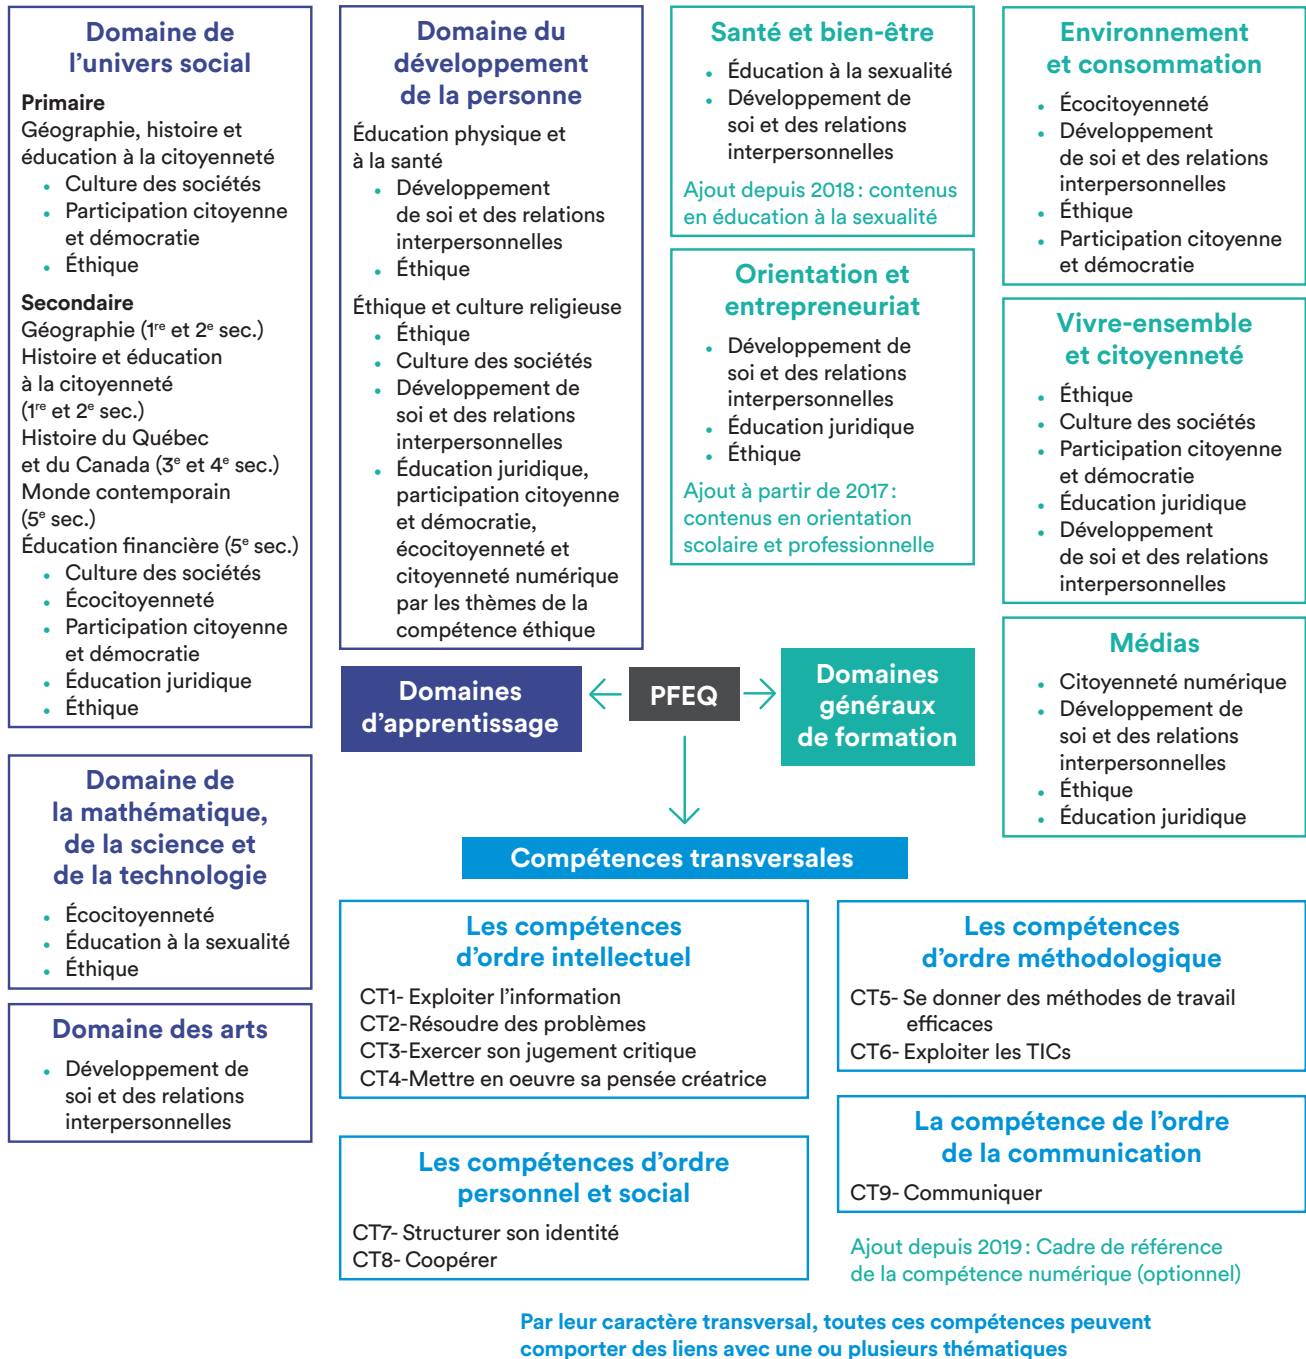 Domaine de
l'univers social
Primaire
Géographie, histoire et
éducation à la citoyenneté
• Culture des sociétés
• Participation citoyenne
et démocratie
• Éthique
Secondaire
Géographie (1re et 2e sec.)
Histoire et éducation
à la citoyenneté
(1re et 2e sec.)
Histoire du Québec
et du Canada (3e et 4e sec.)
Monde contemporain
(5e sec.)
Éducation financière (5e sec.)
• Culture des sociétés
• Écocitoyenneté
• Participation citoyenne
et démocratie
• Éducation juridique
• Éthique
Domaine de
la mathématique,
de la science et
de la technologie
• Écocitoyenneté
• Éducation à la sexualité
• Éthique
Domaine des arts
• Développement de
soi et des relations
interpersonnelles
Domaine du
développement
de la personne
Éducation physique et
à la santé
• Développement
de soi et des relations
interpersonnelles
• Éthique
Éthique et culture religieuse
• Éthique
• Culture des sociétés
• Développement de
soi et des relations
interpersonnelles
• Éducation juridique,
participation citoyenne
et démocratie,
écocitoyenneté et
citoyenneté numérique
par les thèmes de la
compétence éthique
Santé et bien-être
• Éducation à la sexualité
• Développement de
soi et des relations
interpersonnelles
Ajout depuis 2018 : contenus
en éducation à la sexualité
Orientation et
entrepreneuriat
• Développement de
soi et des relations
interpersonnelles
• Éducation juridique
• Éthique
Ajout à partir de 2017 :
contenus en orientation
scolaire et professionnelle
Environnement
et consommation
• Écocitoyenneté
• Développement
de soi et des relations
interpersonnelles
• Éthique
• Participation citoyenne
et démocratie
Vivre-ensemble
et citoyenneté
• Éthique
• Culture des sociétés
• Participation citoyenne
et démocratie
• Éducation juridique
• Développement
de soi et des relations
interpersonnelles
Médias
• Citoyenneté numérique
• Développement de
soi et des relations
interpersonnelles
• Éthique
• Éducation juridique
Domaines
d'apprentissage
PFEQ
Domaines
généraux
de formation
Compétences transversales
Les compétences
d'ordre intellectuel
CT1- Exploiter l'information
CT2-Résoudre des problèmes
CT3-Exercer son jugement critique
CT4-Mettre en oeuvre sa pensée créatrice
Les compétences
d'ordre méthodologique
CT5- Se donner des méthodes de travail
efficaces
CT6- Exploiter les TICs
Les compétences d'ordre
personnel et social
CT7- Structurer son identité
CT8- Coopérer
La compétence de l'ordre
de la communication
CT9- Communiquer
Ajout depuis 2019 : Cadre de référence
de la compétence numérique (optionnel)
Par leur caractère transversal, toutes ces compétences peuvent
comporter des liens avec une ou plusieurs thématiques